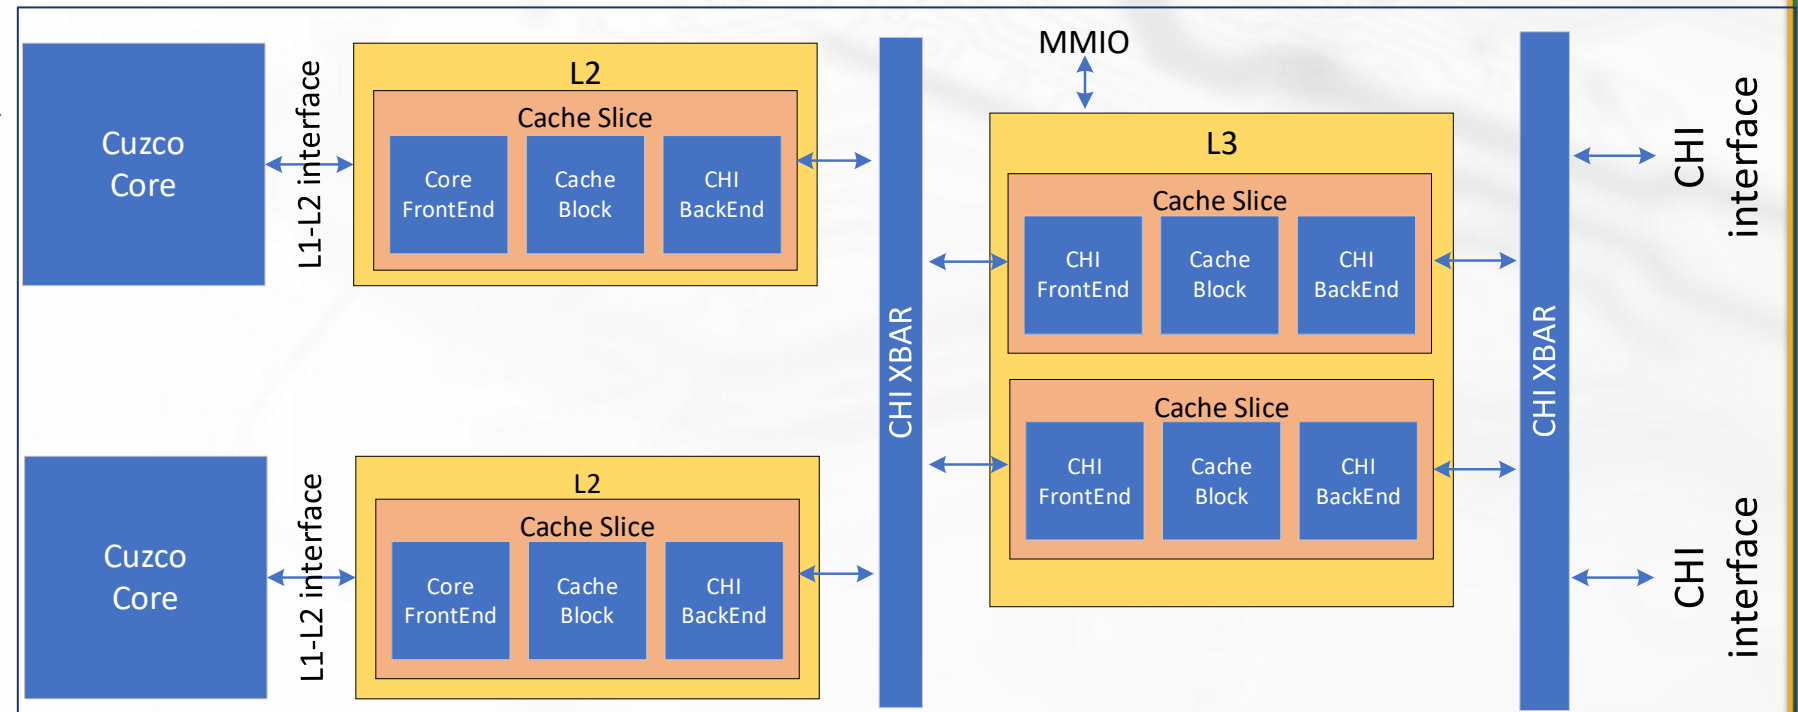 Cuzco
Core
L1-L2 interface
L2
Cache Slice
Core
FrontEnd
Cache
Block
CHI
BackEnd
Cuzco
Core
L1-L2 interface
L2
Cache Slice
Core
FrontEnd
Cache
Block
CHI
BackEnd
CHI XBAR
MMIO
L3
Cache Slice
CHI
FrontEnd
Cache
Block
CHI
BackEnd
Cache Slice
CHI
FrontEnd
Cache
Block
CHI
BackEnd
CHI XBAR
CHI
interface
CHI
interface